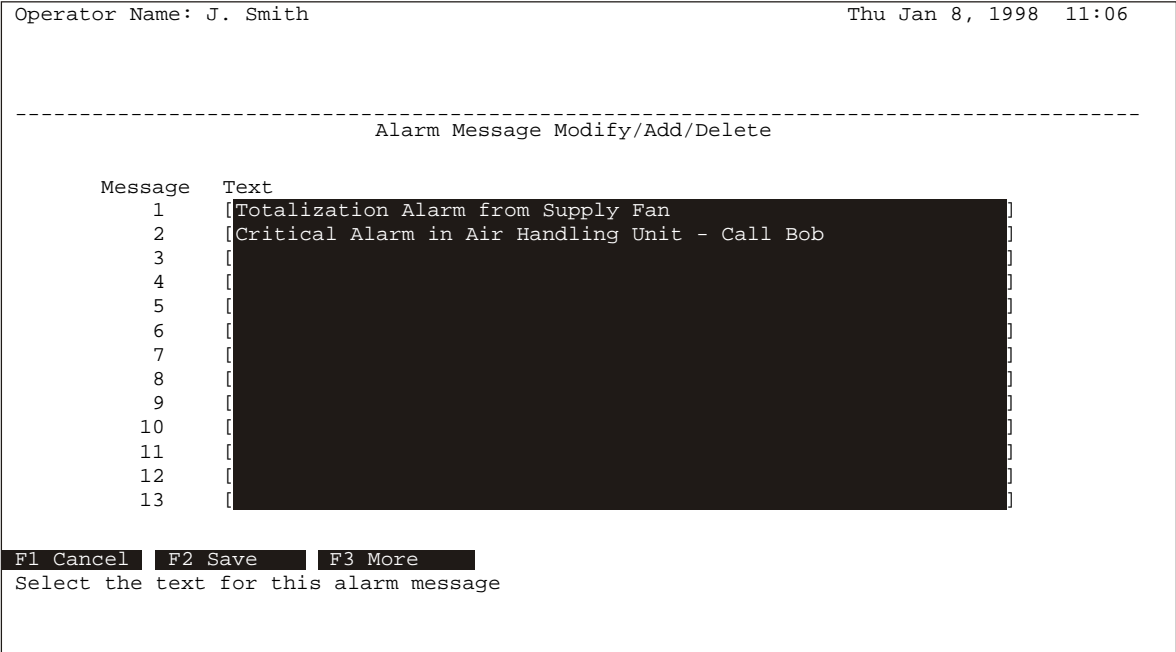 Operator Name: J. Smith Thu Jan 8, 1998 11:06
--------------------------------------------------------------------------------
Alarm Message Modify/Add/Delete
Message Text
1 [Totalization Alarm from Supply Fan ]
2 [Critical Alarm in Air Handling Unit - Call Bob ]
3 [ ]
4 [ ]
5 [ ]
6 [ ]
7 [ ]
8 [ ]
9 [ ]
10 [ ]
11 [ ]
12 [ ]
13 [ ]
F1 Cancel F2 Save F3 More
Select the text for this alarm message